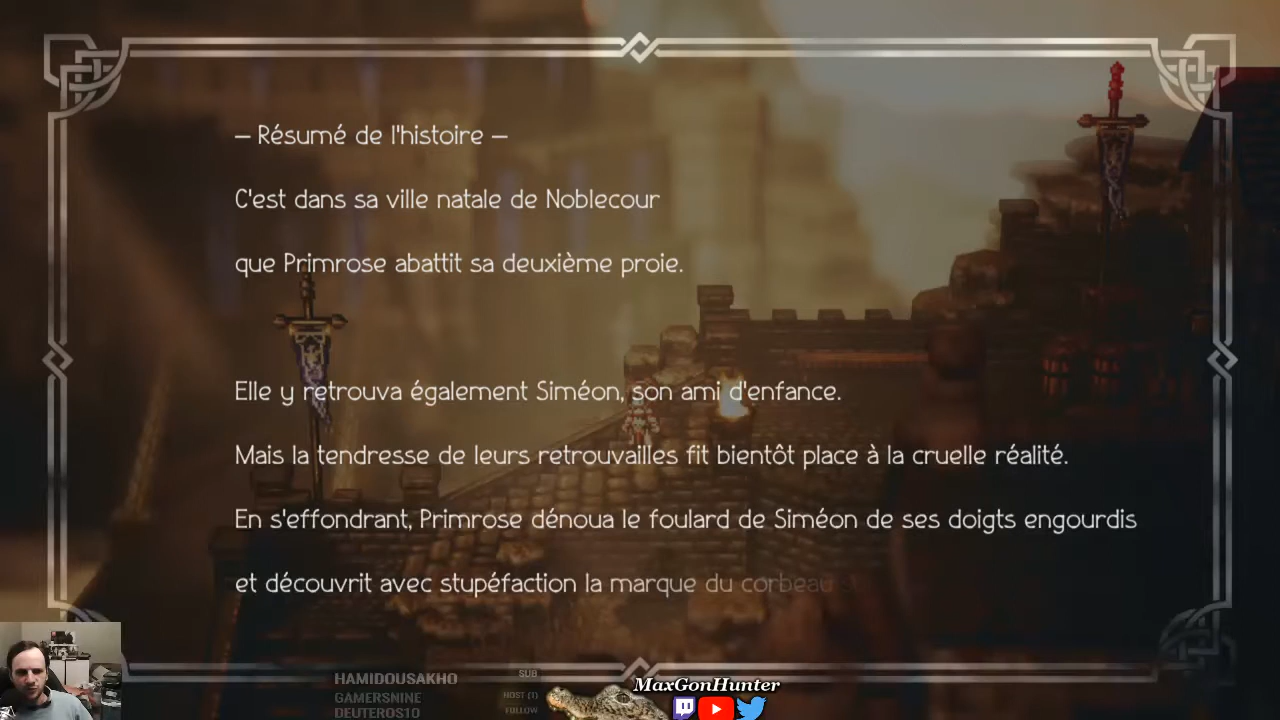 – Résumé de l'histoire –
C'est dans sa ville natale de Noblecour
que Primrose abattit sa deuxième proie.
Elle y retrouva également Siméon, son ami d'enfance.
Mais la tendresse de leurs retrouvailles fit bientôt place à la cruelle réalité.
En s'effondrant, Primrose dénoua le foulard de Siméon de ses doigts engourdis
et découvrit avec stupéfaction la marque du corbeau
HAMIDOUSAKHO SUB
GAMERSNINE HOST (1)
DEUTEROS10 FOLLOW
MaxGonHunter